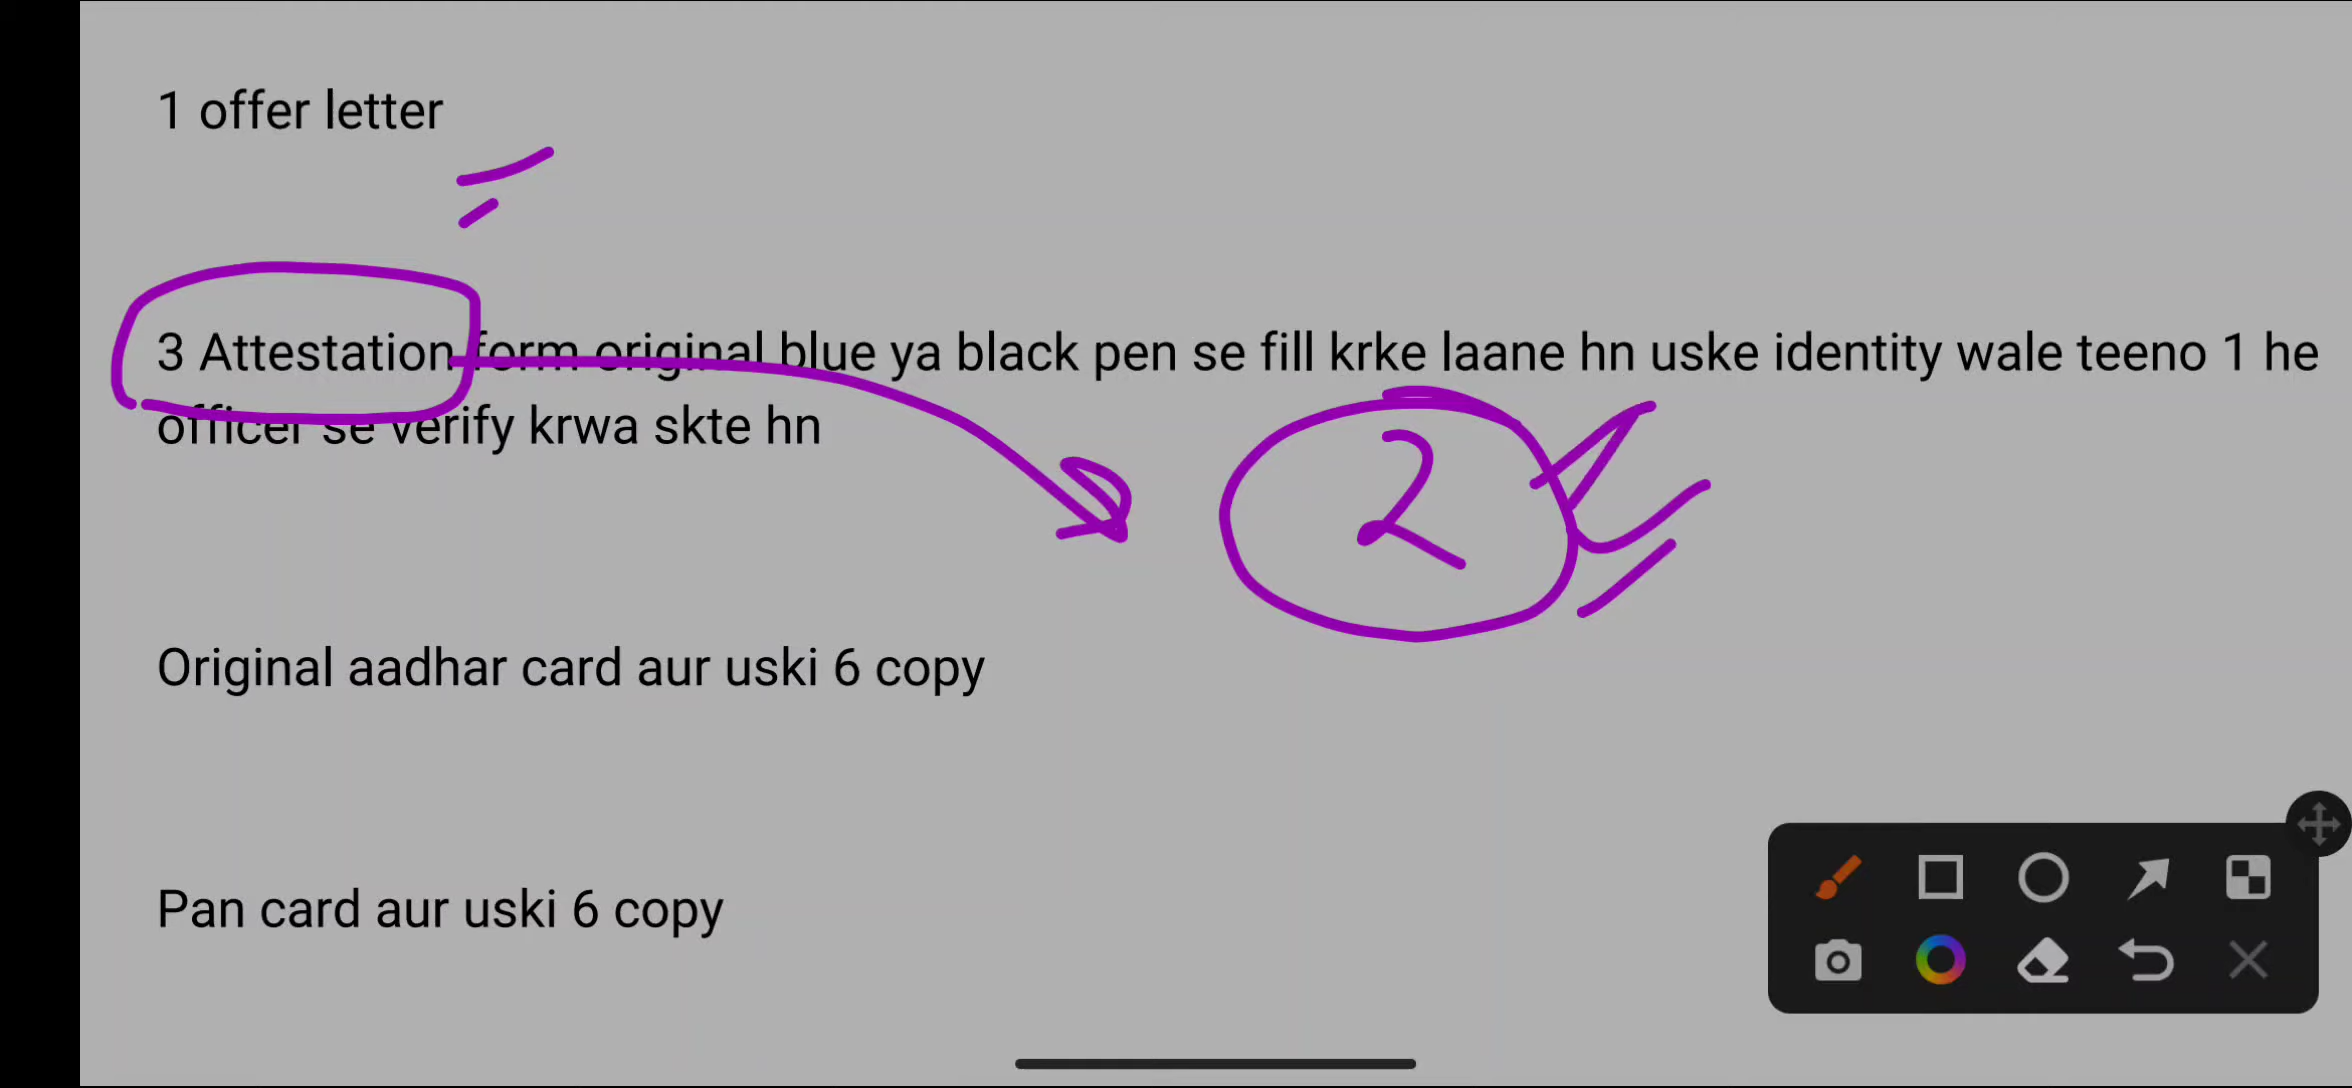 1 offer letter
3 Attestation form original blue ya black pen se fill krke laane hn uske identity wale teeno 1 he
officer se verify krwa skte hn
2
Original aadhar card aur uski 6 copy
Pan card aur uski 6 copy